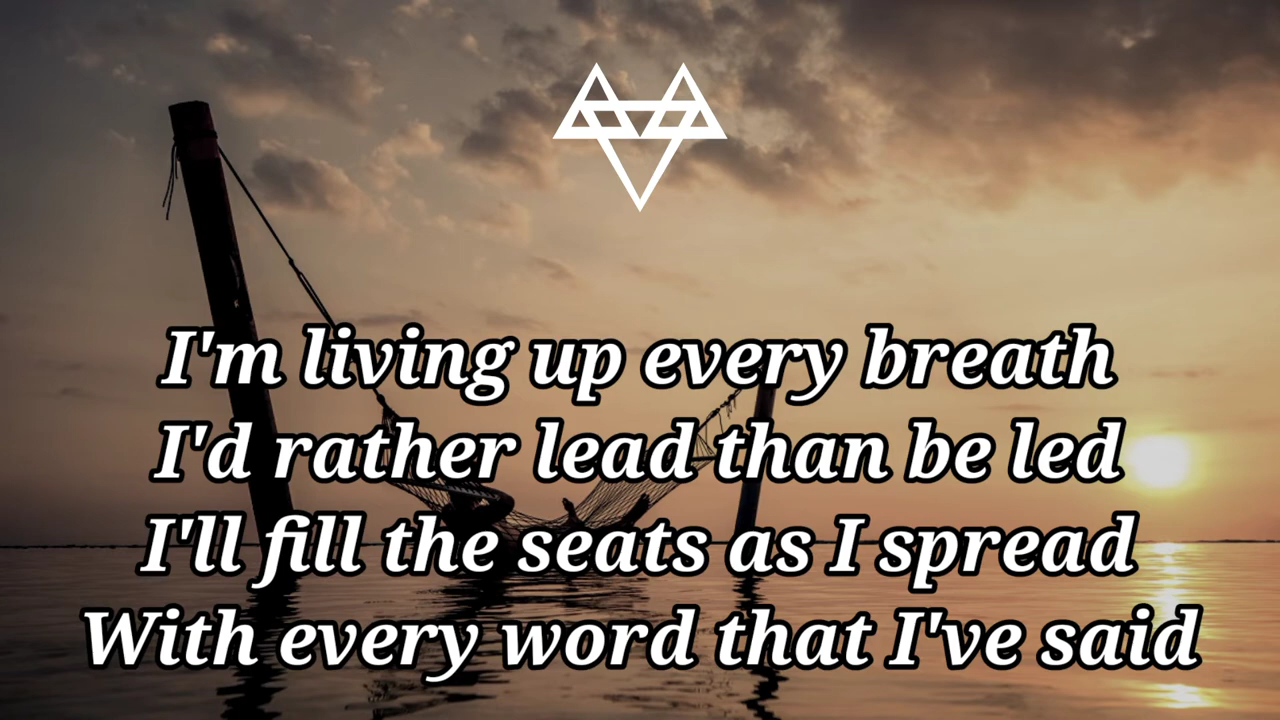 I'm living up every breath
I'd rather lead than be led
I'll fill the seats as I spread
With every word that I've said